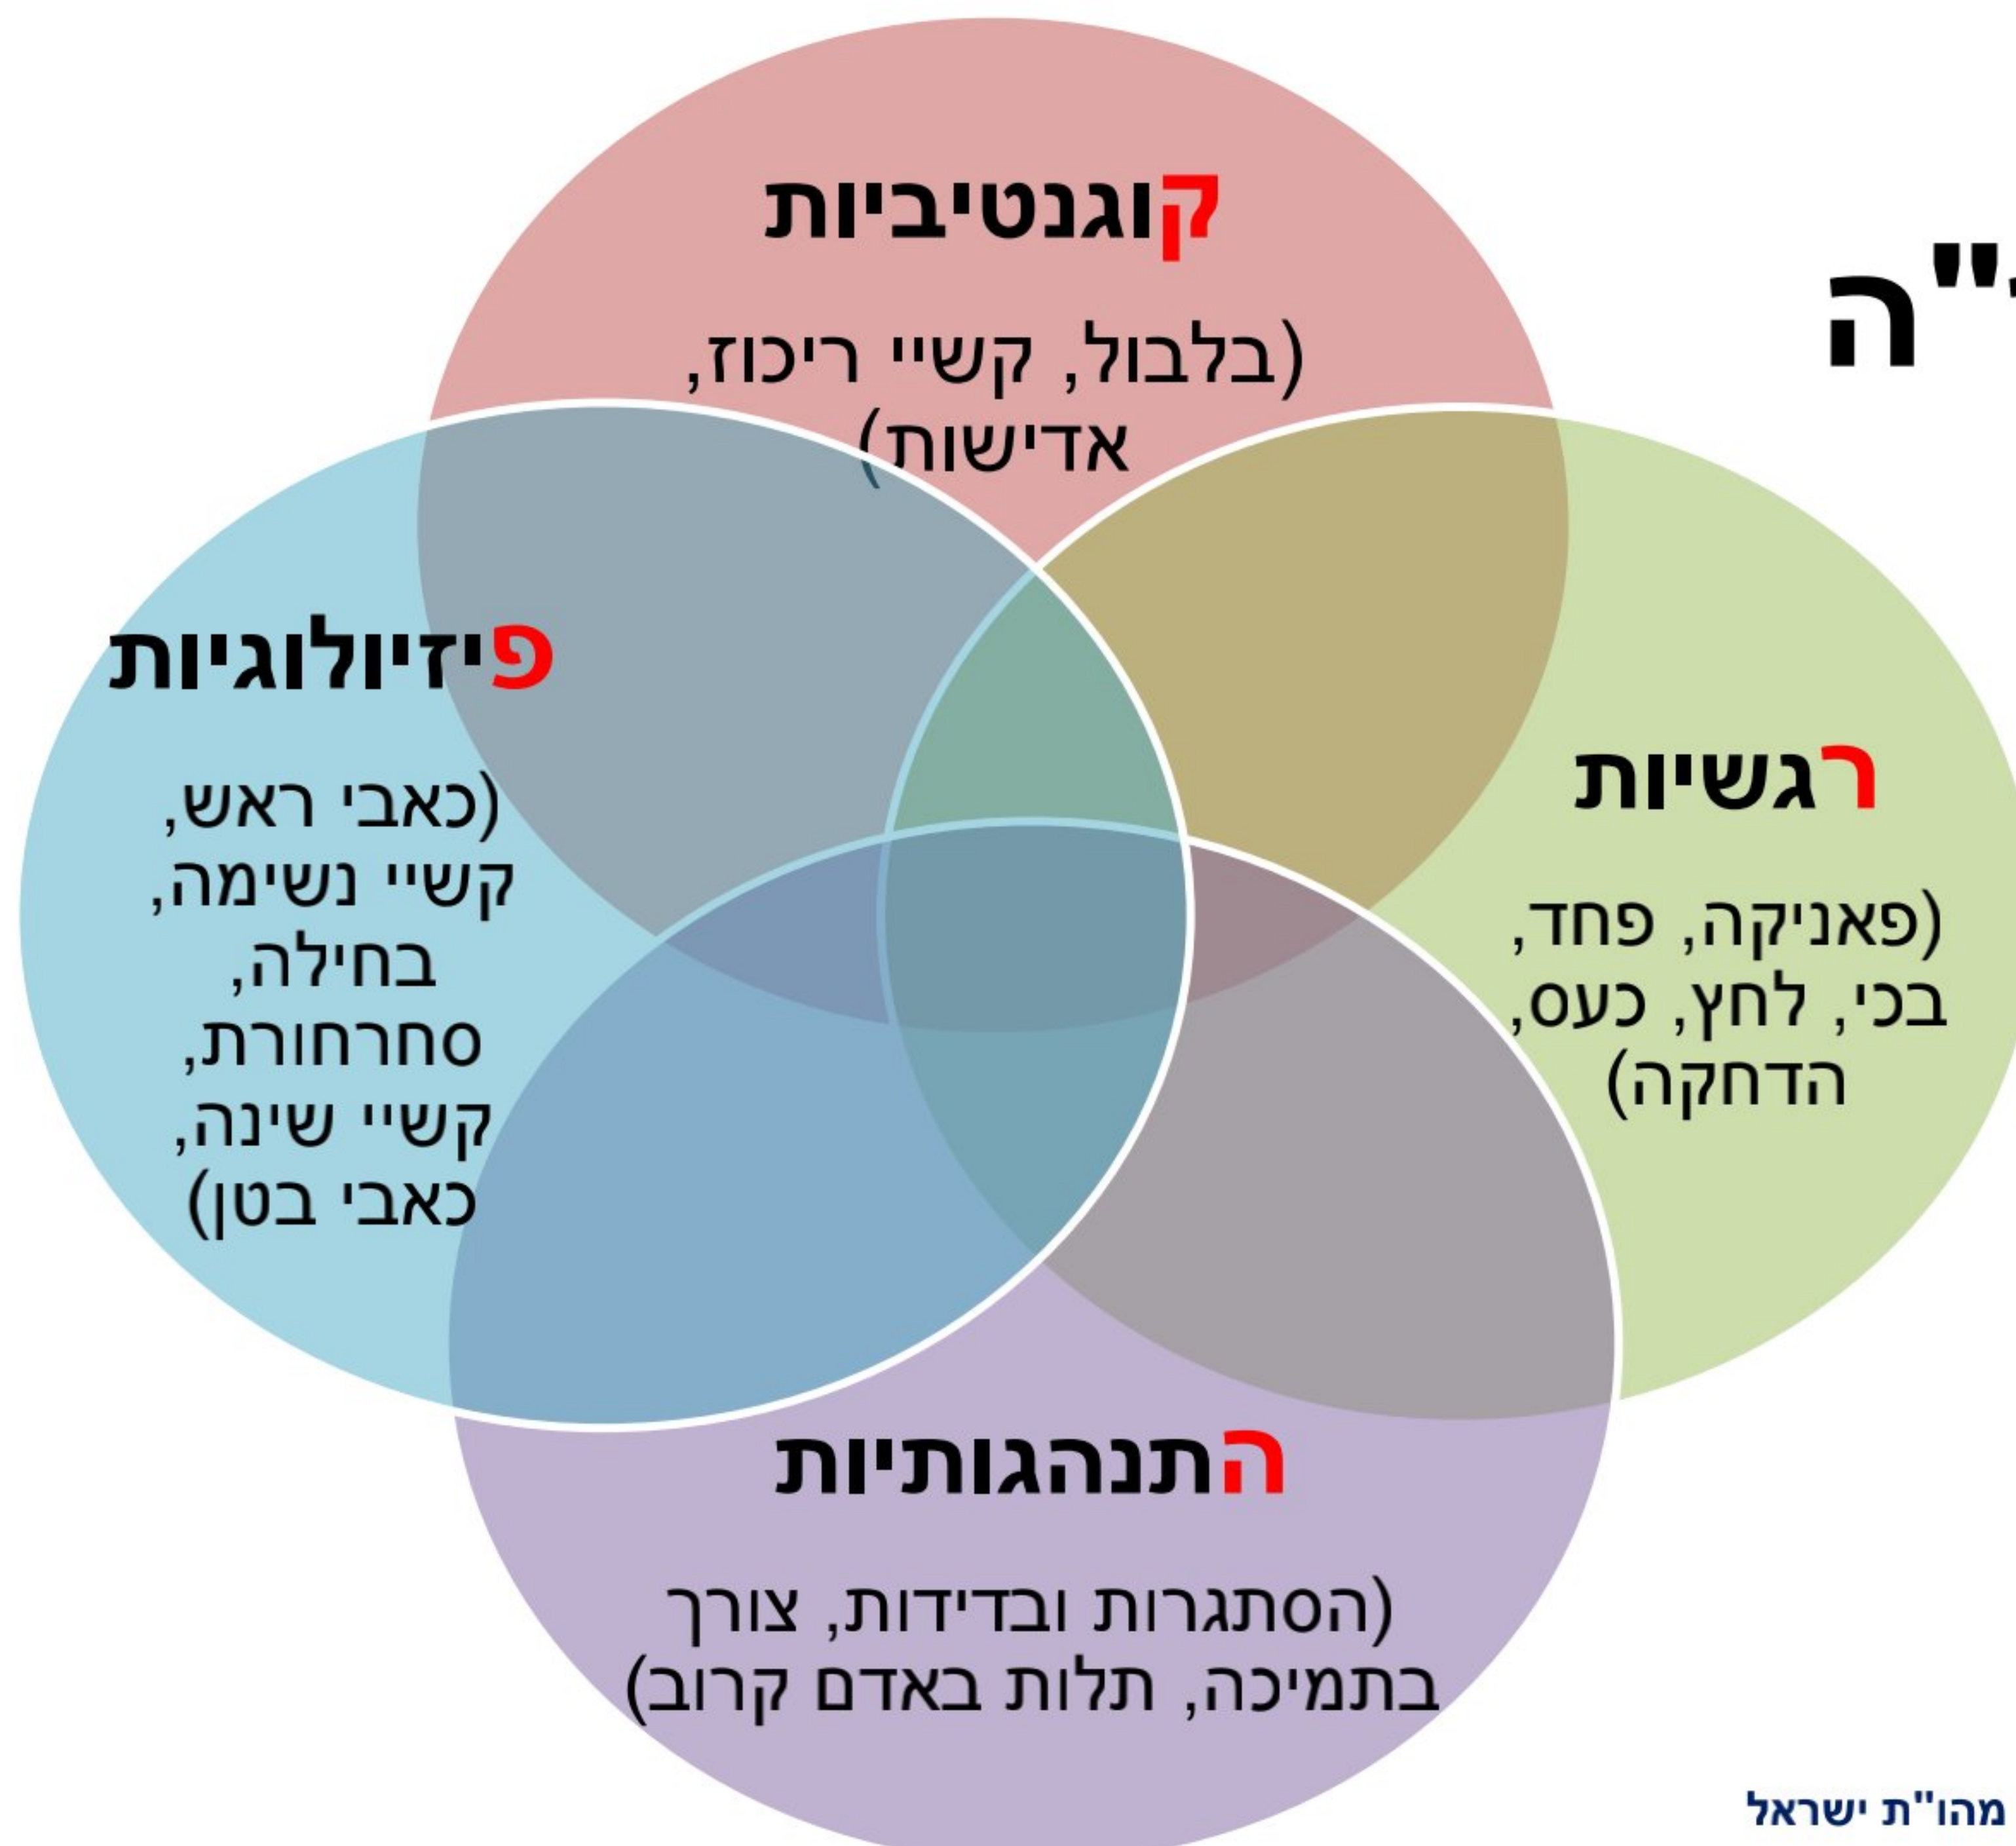 קוגנטיביות
(בלבול, קשיי ריכוז,
אדישות)
רגשיות
(פאניקה, פחד,
בכי, לחץ, כעס,
הדחקה)
פיזיולוגיות
(כאבי ראש,
קשיי נשימה,
בחילה,
סחרחורת,
קשיי שינה,
כאבי בטן)
התנהגותיות
(הסתגרות ובדידות, צורך
בתמיכה, תלות באדם קרוב)
מהו"ת ישראל